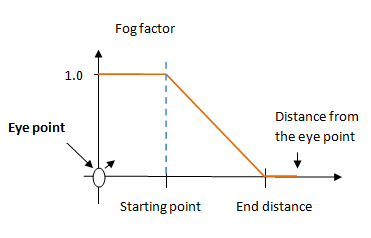 Fog factor
1.0
Eye point
Distance from
the eye point
Starting point
End distance